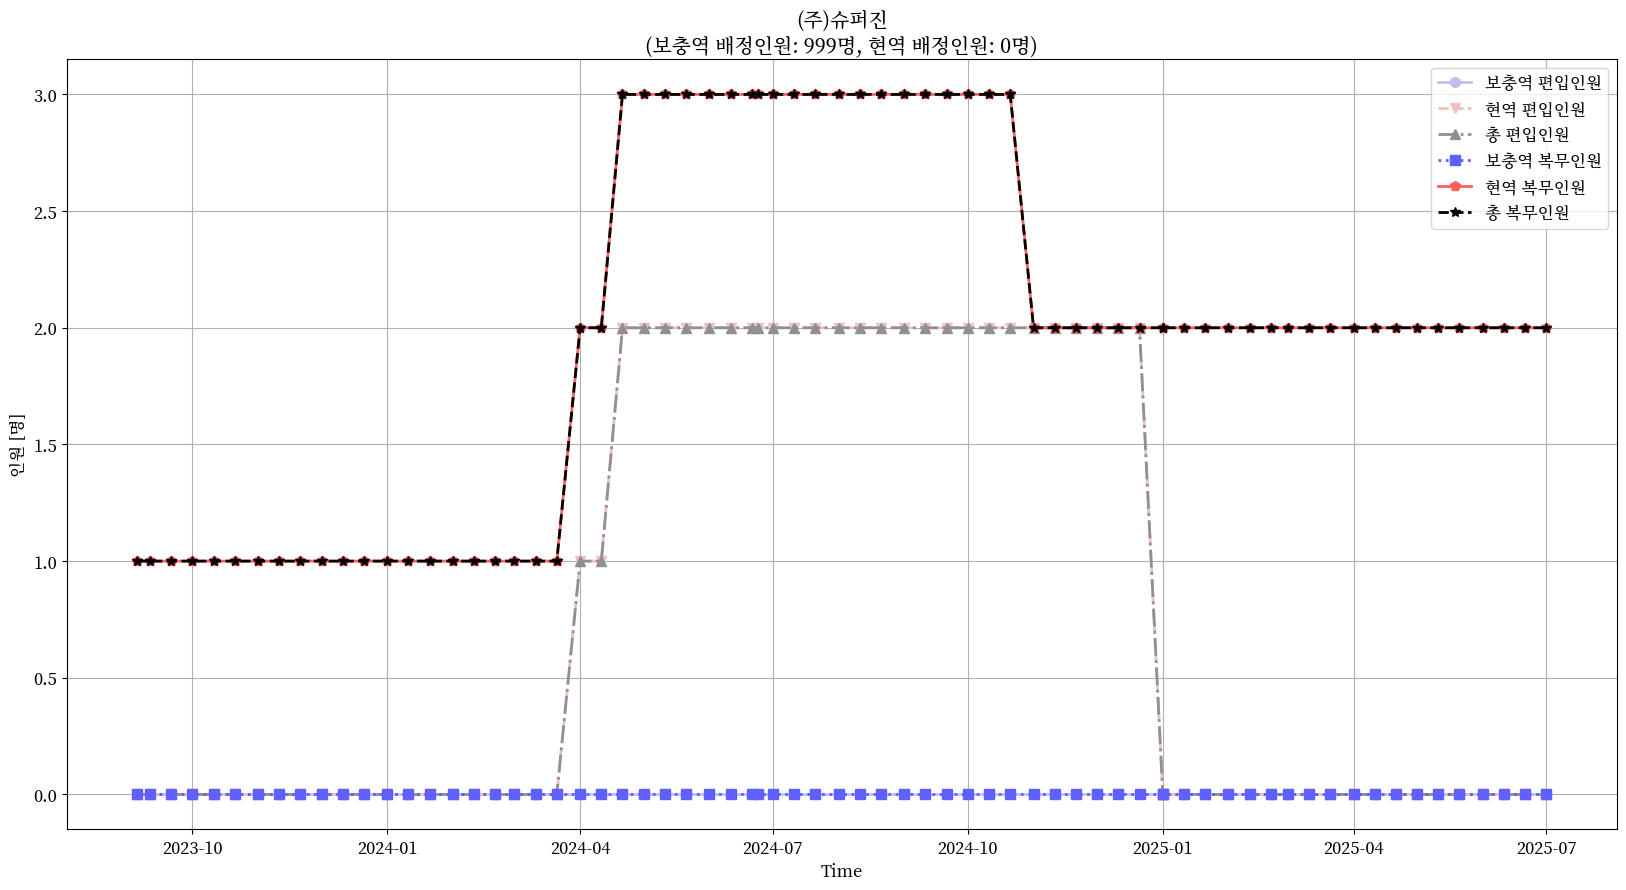 (주)슈퍼진
(보충역 배정인원: 999명, 현역 배정인원: 0명)
3.0
2.5
2.0
1.5
1.0
0.5
0.0
인원 [명]
보충역 편입인원
현역 편입인원
총 편입인원
보충역 복무인원
현역 복무인원
총 복무인원
2023-10 2024-01 2024-04 2024-07 2024-10 2025-01 2025-04 2025-07
Time